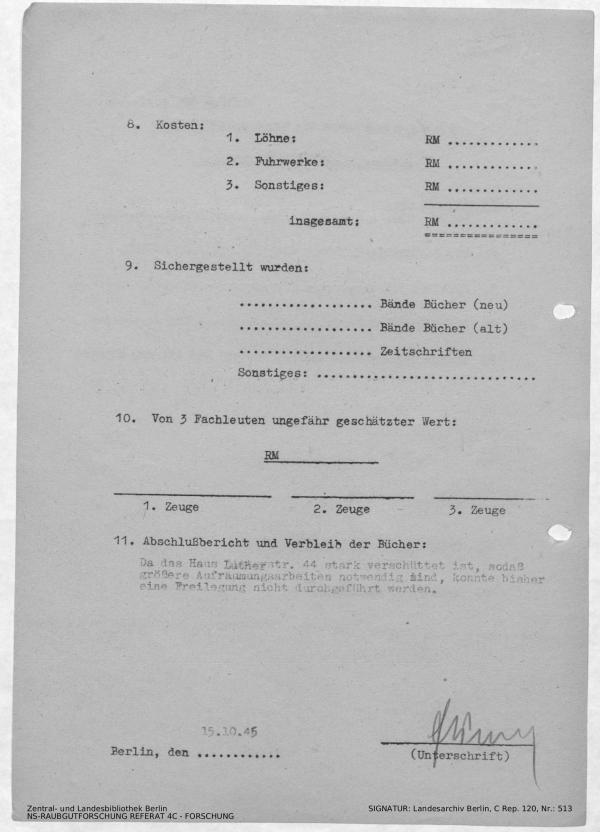 8. Kosten:
1. Löhne: RM .............
2. Fuhrwerke: RM .............
3. Sonstiges: RM .............
insgesamt: RM .............
9. Sichergestellt wurden:
................... Bände Bücher (neu)
................... Bände Bücher (alt)
................... Zeitschriften
Sonstiges: ...............................
10. Von 3 Fachleuten ungefähr geschätzter Wert:
RM
1. Zeuge 2. Zeuge 3. Zeuge
11. Abschlußbericht und Verbleib der Bücher:
Da das Haus Lutherstr. 44 stark verschüttet ist, sodaß
größere Aufräumungsarbeiten notwendig sind, konnte bisher
eine Freilegung nicht durchgeführt werden.
15.10.45
Berlin, den ............
(Unterschrift)
Zentral- und Landesbibliothek Berlin
NS-RAUBGUTFORSCHUNG REFERAT 4C - FORSCHUNG
SIGNATUR: Landesarchiv Berlin, C Rep. 120, Nr.: 513